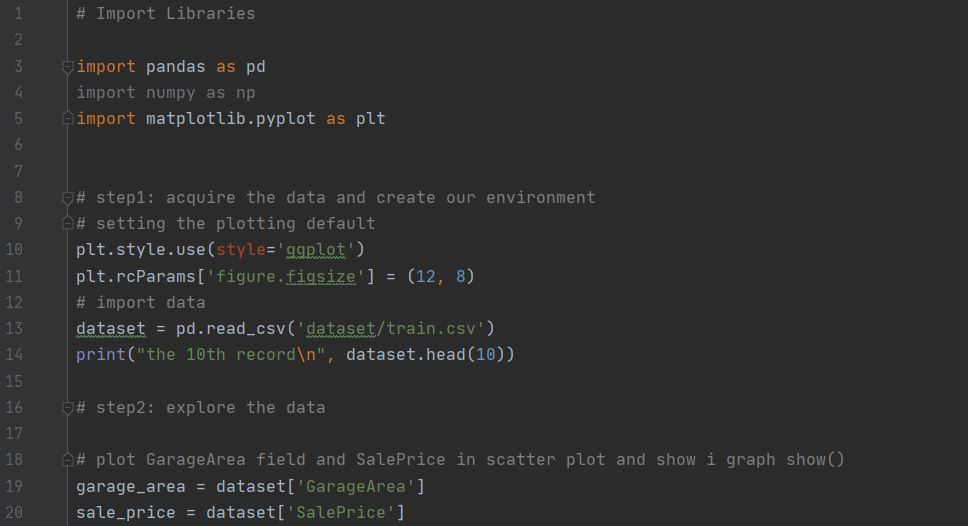 1 # Import Libraries
2
3 import pandas as pd
4 import numpy as np
5 import matplotlib.pyplot as plt
6
7
8 # step1: acquire the data and create our environment
9 # setting the plotting default
10 plt.style.use(style='ggplot')
11 plt.rcParams['figure.figsize'] = (12, 8)
12 # import data
13 dataset = pd.read_csv('dataset/train.csv')
14 print("the 10th record\n", dataset.head(10))
15
16 # step2: explore the data
17
18 # plot GarageArea field and SalePrice in scatter plot and show i graph show()
19 garage_area = dataset['GarageArea']
20 sale_price = dataset['SalePrice']